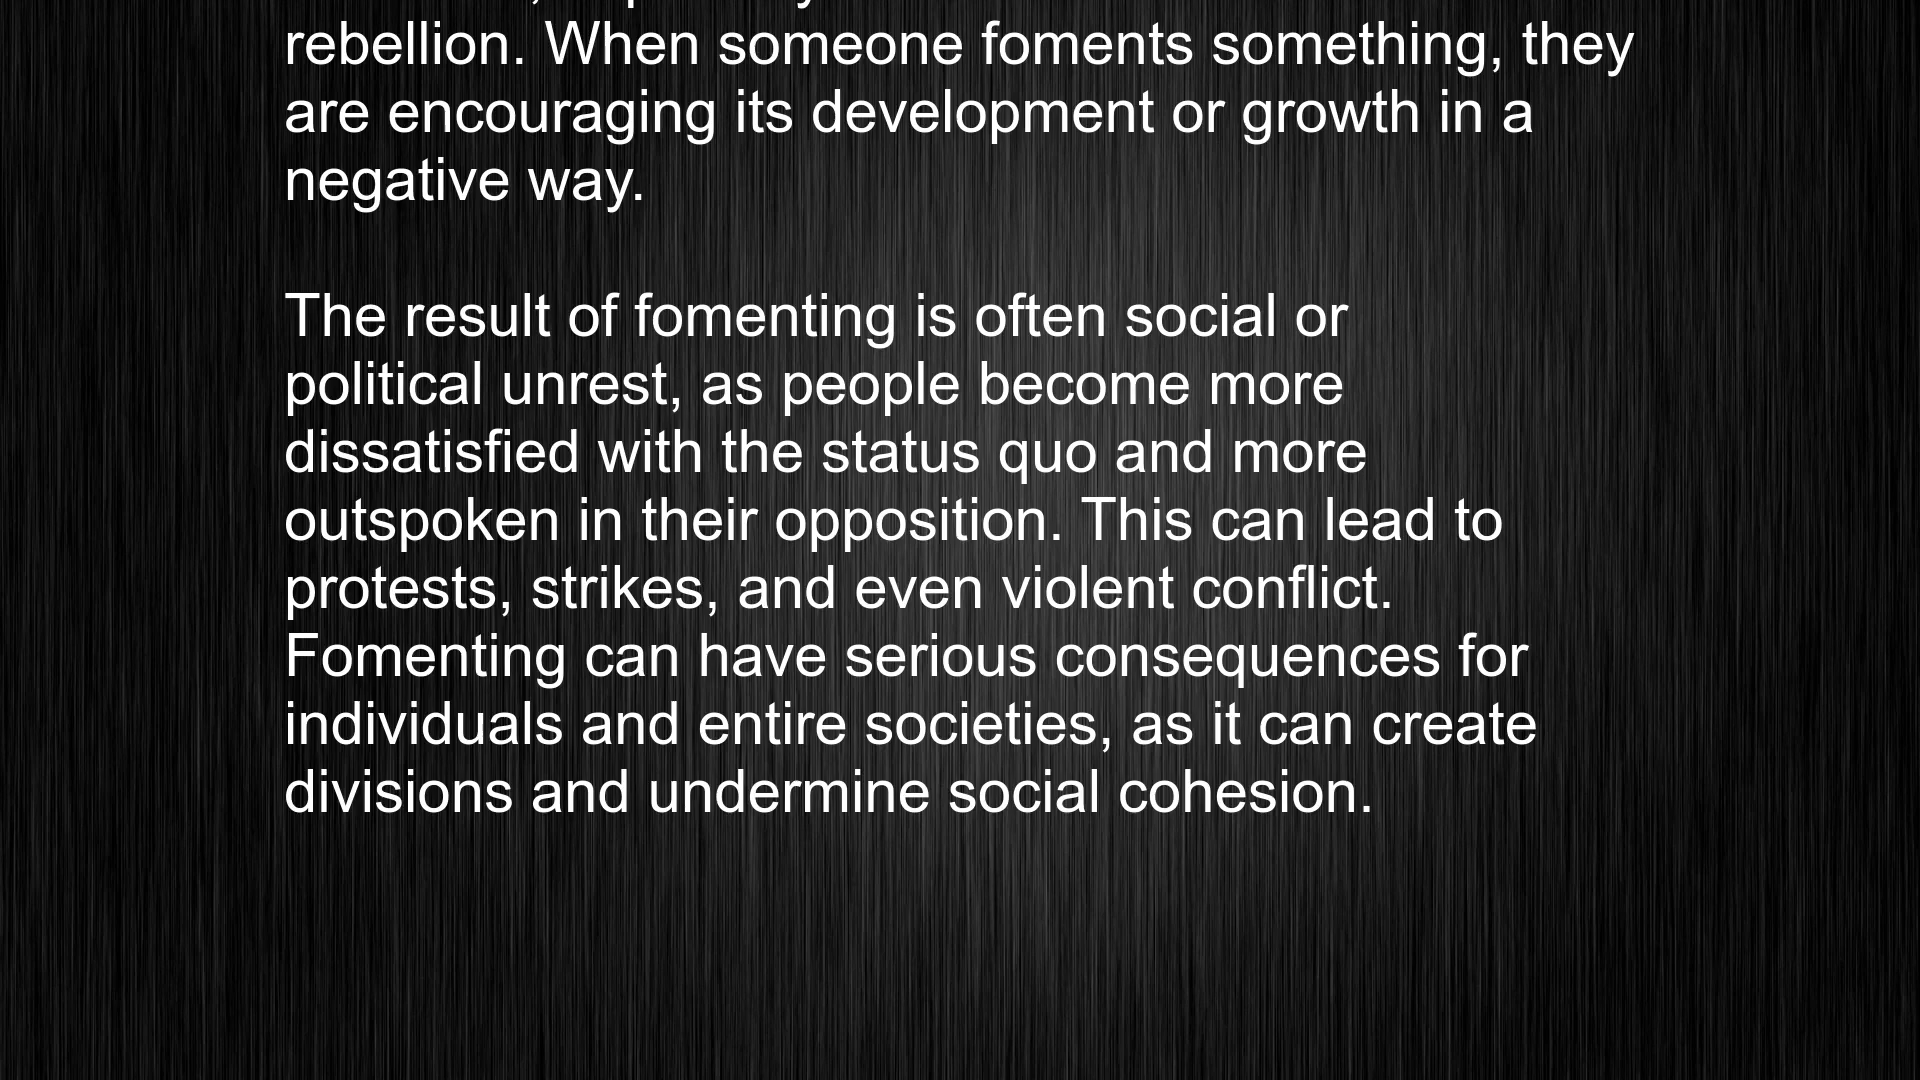 rebellion. When someone foments something, they
are encouraging its development or growth in a
negative way.
The result of fomenting is often social or
political unrest, as people become more
dissatisfied with the status quo and more
outspoken in their opposition. This can lead to
protests, strikes, and even violent conflict.
Fomenting can have serious consequences for
individuals and entire societies, as it can create
divisions and undermine social cohesion.